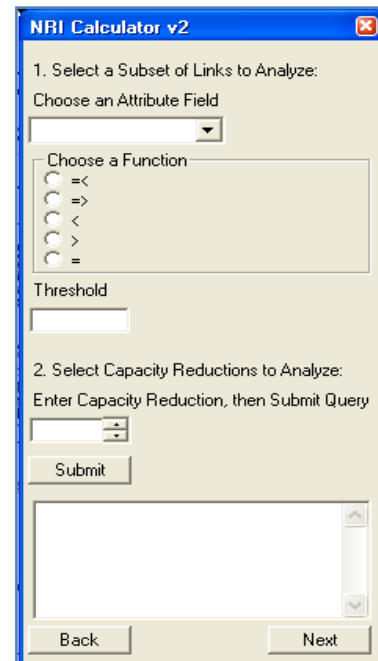 NRI Calculator v2
1. Select a Subset of Links to Analyze:
Choose an Attribute Field
Choose a Function
=<
=>
<
>
=
Threshold
2. Select Capacity Reductions to Analyze:
Enter Capacity Reduction, then Submit Query
Submit
Back
Next